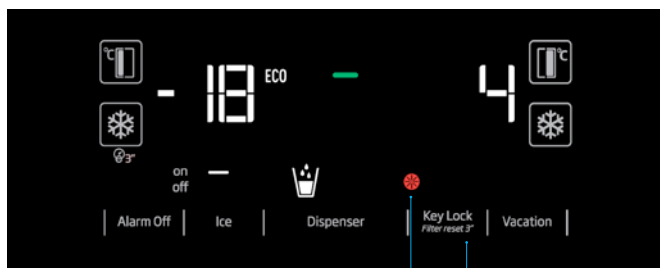 °C
°C
- 18 ECO
4
3"
on
off
Alarm Off
Ice
Dispenser
Key Lock
Filter reset 3"
Vacation